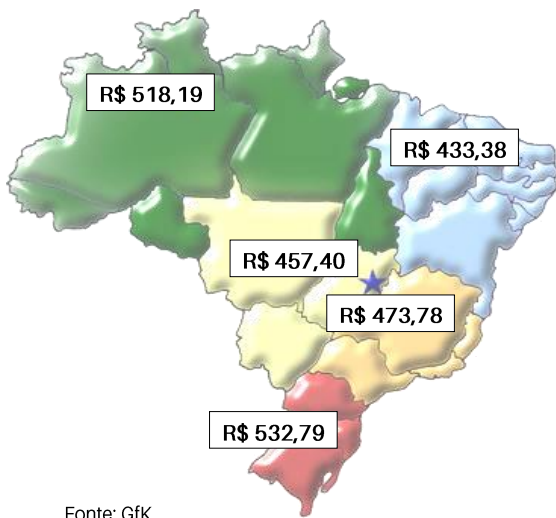 R$ 518,19
R$ 433,38
R$ 457,40
R$ 473,78
R$ 532,79
Fonte: GfK